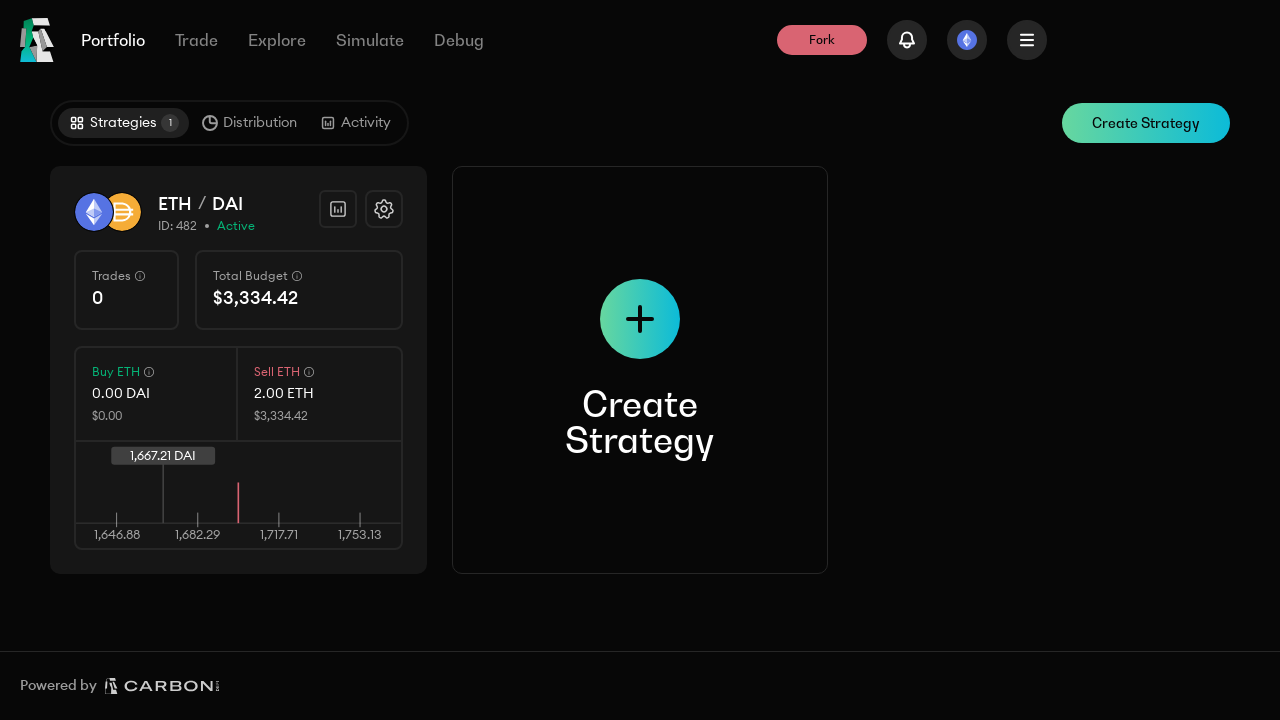 Portfolio Trade Explore Simulate Debug Fork
Strategies 1 Distribution Activity Create Strategy
ETH / DAI
ID: 482 • Active
Trades Total Budget
0 $3,334.42
Buy ETH Sell ETH
0.00 DAI 2.00 ETH
$0.00 $3,334.42
1,667.21 DAI
1,646.88 1,682.29 1,717.71 1,753.13
Create
Strategy
Powered by CARBON